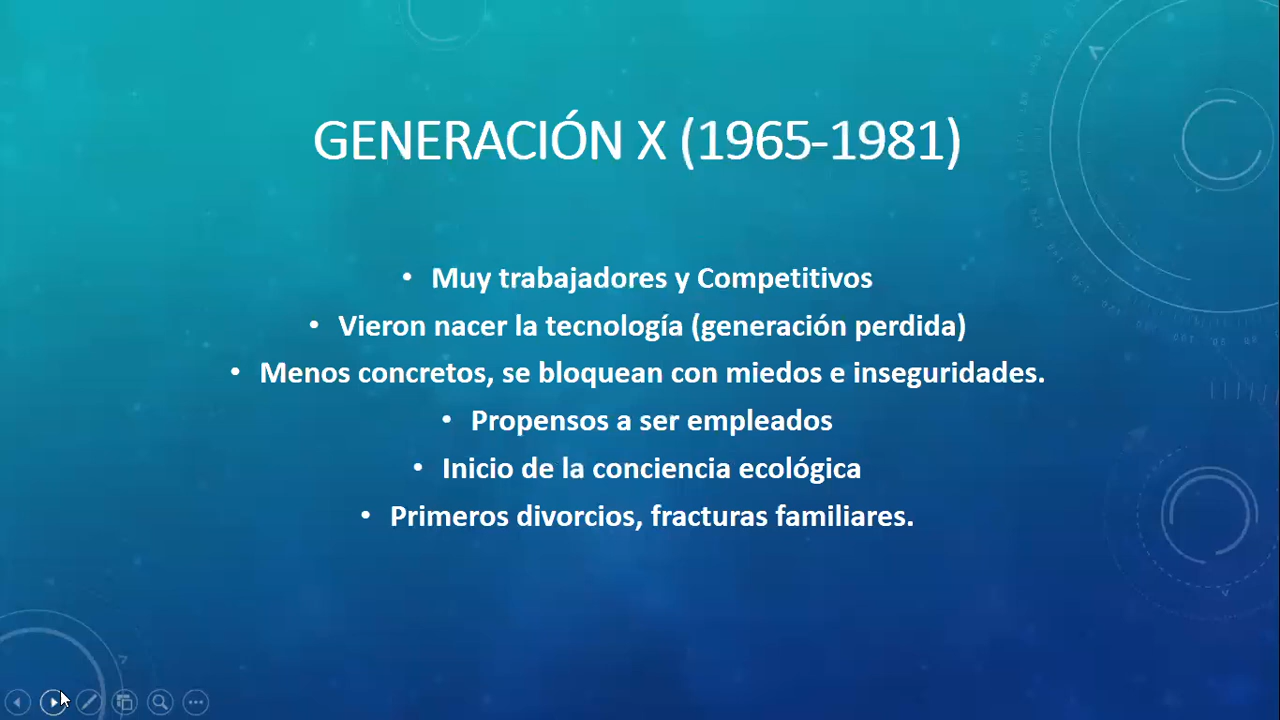 GENERACIÓN X (1965-1981)
• Muy trabajadores y Competitivos
• Vieron nacer la tecnología (generación perdida)
• Menos concretos, se bloquean con miedos e inseguridades.
• Propensos a ser empleados
• Inicio de la conciencia ecológica
• Primeros divorcios, fracturas familiares.